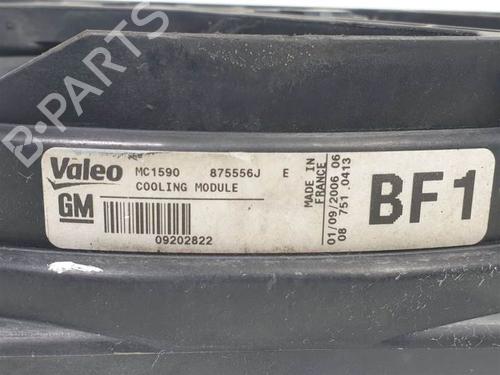 B-PARTS
Valeo MC1590 875556J E
GM COOLING MODULE
09202822
MADE IN
FRANCE
01/09/2006 06
08 751 .0413
BF1